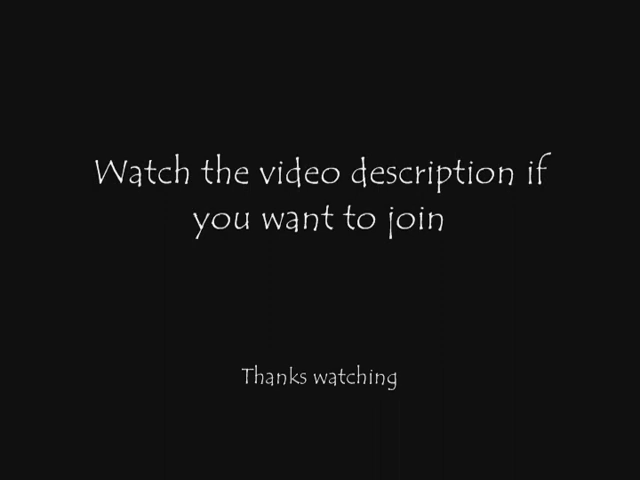 Watch the video description if
you want to join
Thanks watching